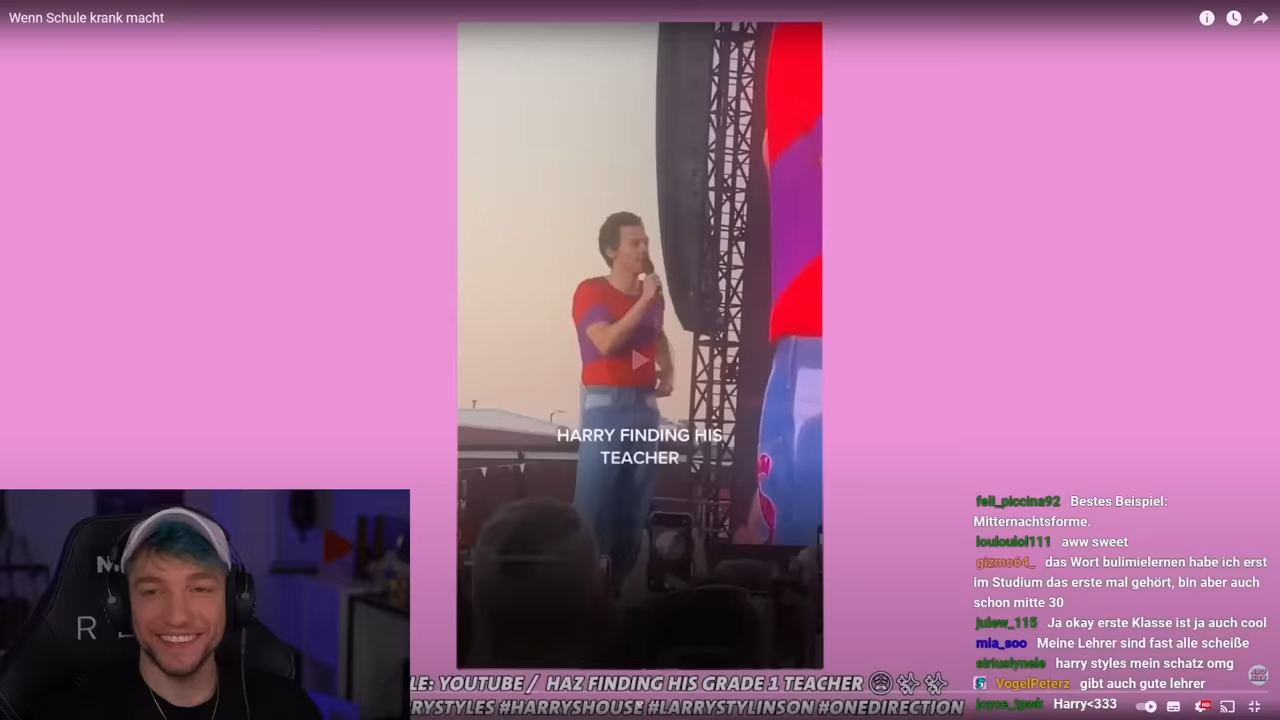 Wenn Schule krank macht
HARRY FINDING HIS
TEACHER
feli_piccina92 Bestes Beispiel:
Mitternachtsforme.
louloulol111 aww sweet
gizmo64_ das Wort bulimielernen habe ich erst
im Studium das erste mal gehört, bin aber auch
schon mitte 30
julew_115 Ja okay erste Klasse ist ja auch cool
mia_soo Meine Lehrer sind fast alle scheiße
siriuslynele harry styles mein schatz omg
VogelPeterz gibt auch gute lehrer
joyce_tpwk Harry<333
LE: YOUTUBE / 1AZ FINDING HIS GRADE 1 TEACHER
RYSTYLES #HARRYSHOUSE #LARRYSTYLINSON #ONEDIRECTION